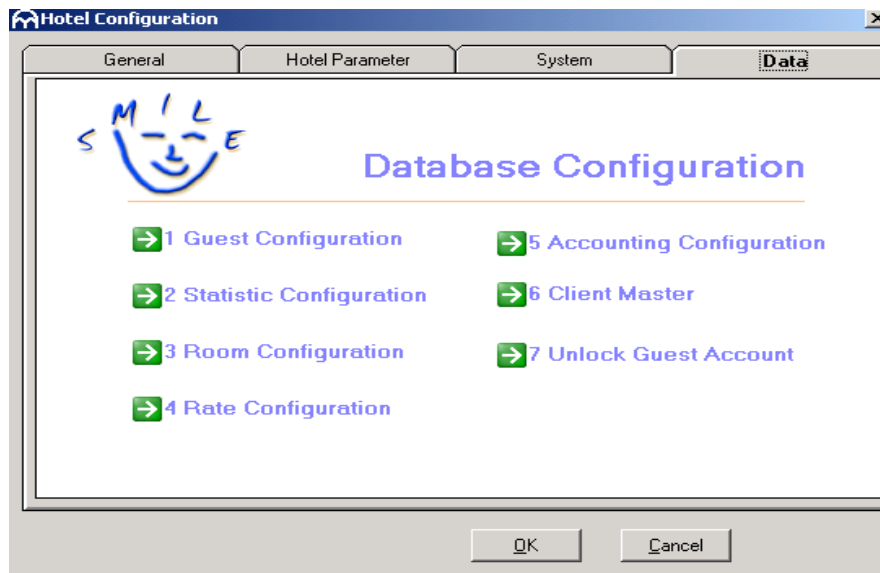 Hotel Configuration
General Hotel Parameter System Data
S M I L E
Database Configuration
1 Guest Configuration
2 Statistic Configuration
3 Room Configuration
4 Rate Configuration
5 Accounting Configuration
6 Client Master
7 Unlock Guest Account
OK Cancel